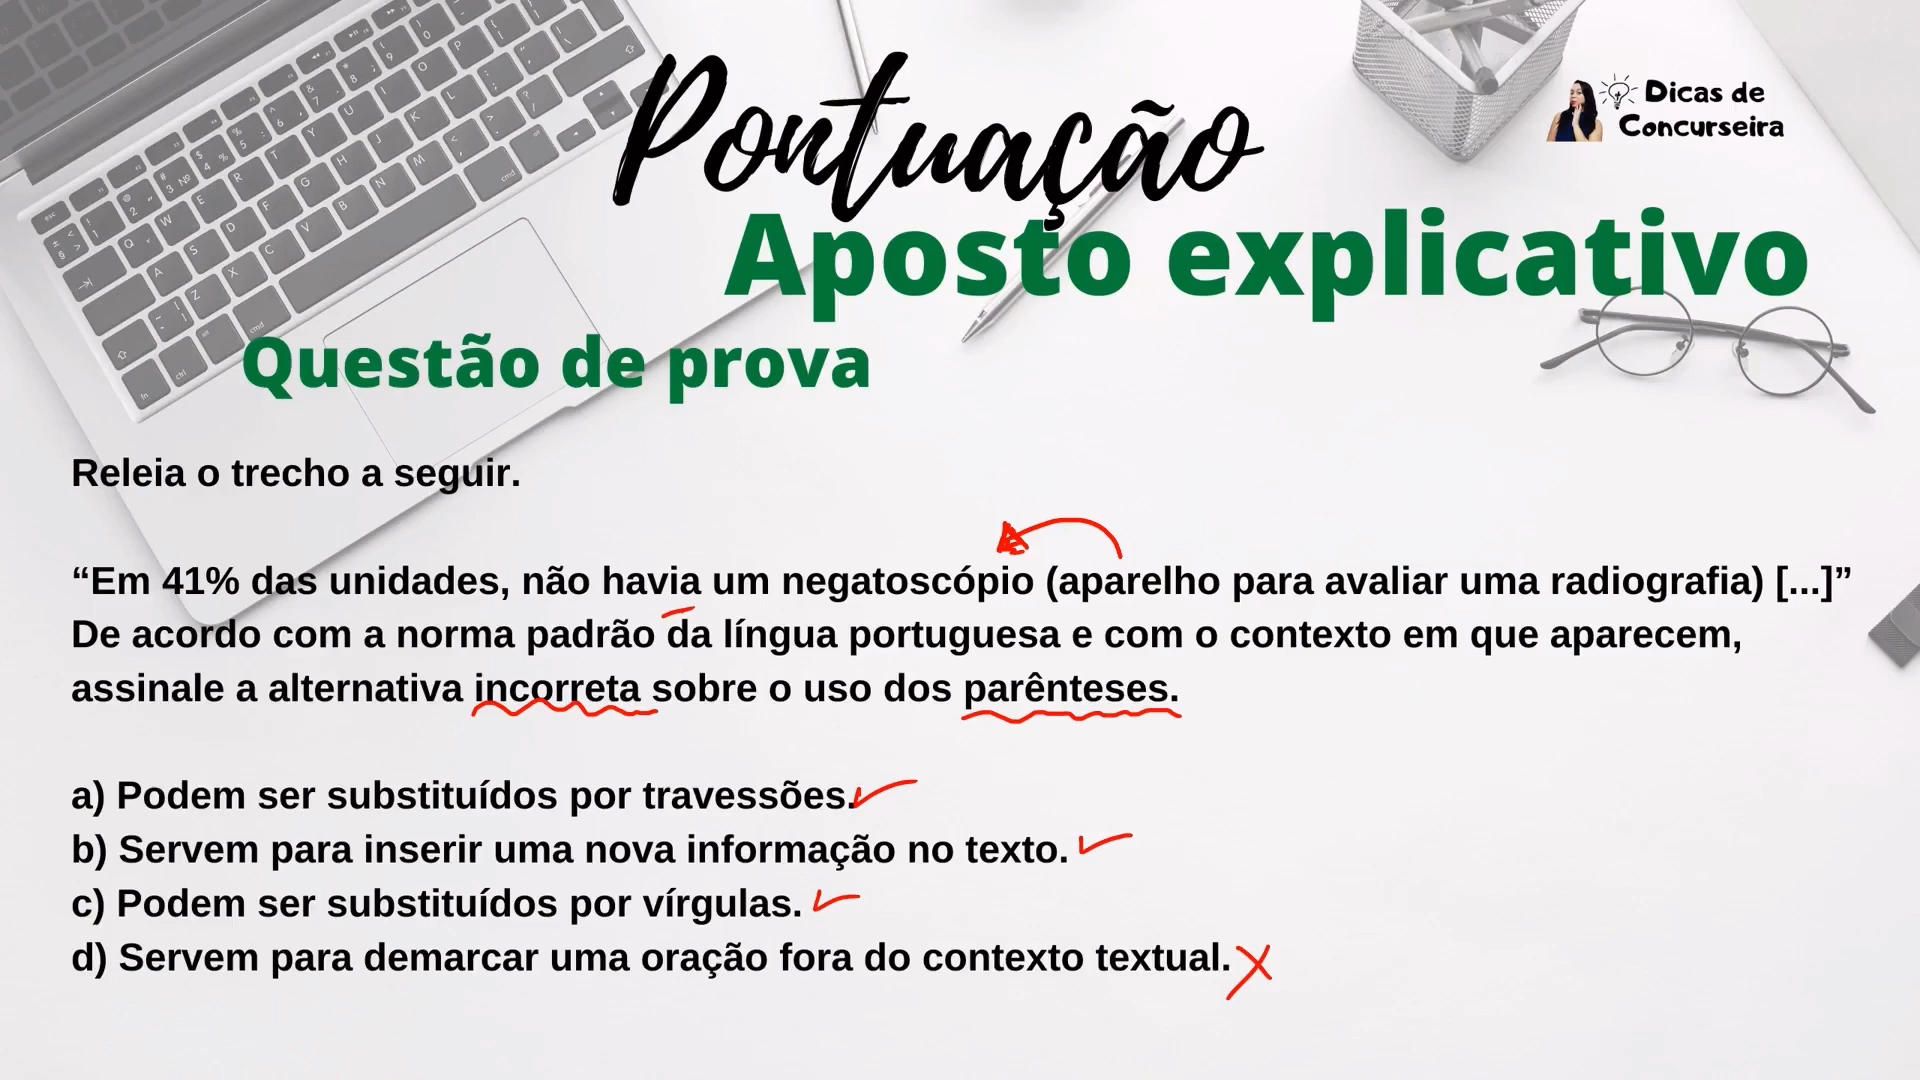 Pontuação
Dicas de
Concurseira
Aposto explicativo
Questão de prova
Releia o trecho a seguir.
“Em 41% das unidades, não havia um negatoscópio (aparelho para avaliar uma radiografia) [...]”
De acordo com a norma padrão da língua portuguesa e com o contexto em que aparecem,
assinale a alternativa incorreta sobre o uso dos parênteses.
a) Podem ser substituídos por travessões.
b) Servem para inserir uma nova informação no texto.
c) Podem ser substituídos por vírgulas.
d) Servem para demarcar uma oração fora do contexto textual.